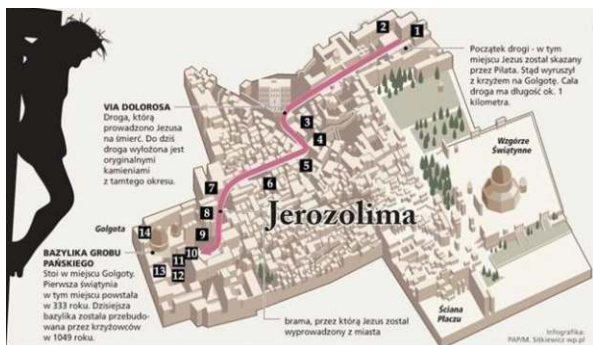 2
1
Początek drogi - w tym
miejscu Jezus został skazany
przez Piłata. Stąd wyruszył
z krzyżem na Golgotę. Cała
droga ma długość ok. 1
kilometra.
VIA DOLOROSA
Droga, którą
prowadzono Jezusa
na śmierć. Do dziś
droga wyłożona jest
oryginalnymi
kamieniami
z tamtego okresu.
3
4
5
6
7
8
9
10
11
12
13
14
Wzgórze
Świątynne
Jerozolima
Golgota
BAZYLIKA GROBU
PAŃSKIEGO
Stoi w miejscu Golgoty.
Pierwsza świątynia
w tym miejscu powstała
w 333 roku. Dzisiejsza
bazylika została przebudo-
wana przez krzyżowców
w 1049 roku.
brama, przez którą Jezus został
wyprowadzony z miasta
Ściana
Płaczu
Infografika:
PAP/M. Sitkiewicz wp.pl